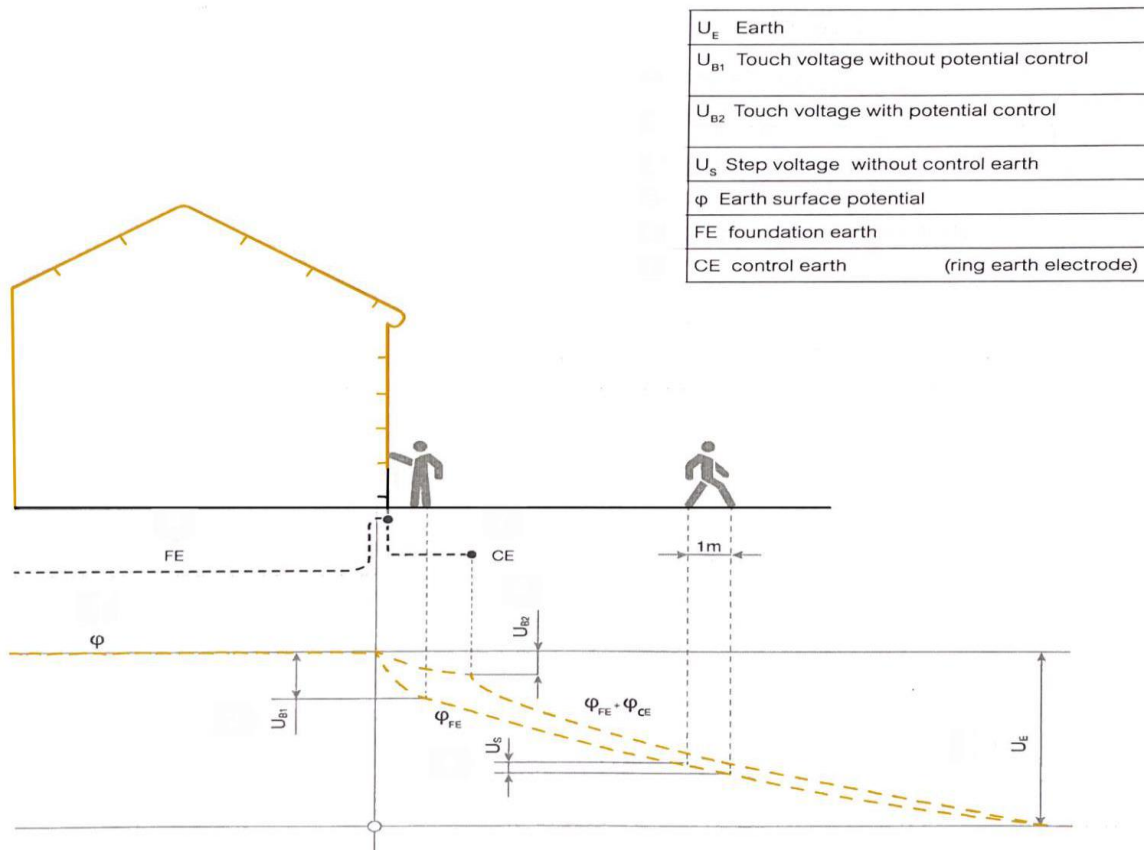 U_E Earth
U_B1 Touch voltage without potential control
U_B2 Touch voltage with potential control
U_S Step voltage without control earth
φ Earth surface potential
FE foundation earth
CE control earth (ring earth electrode)
FE
CE
1m
φ
U_B1
U_B2
φ_FE
φ_FE + φ_CE
U_S
U_E